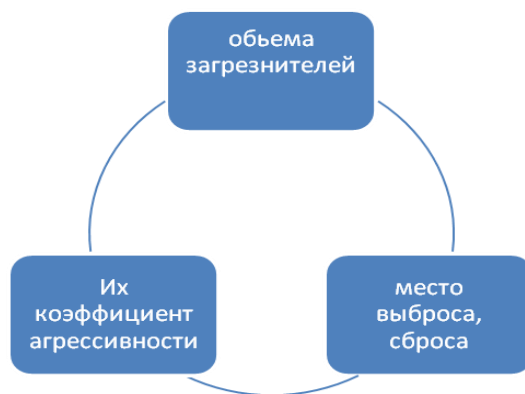 обьема
загрезнителей
Их
коэффициент
агрессивности
место
выброса,
сброса